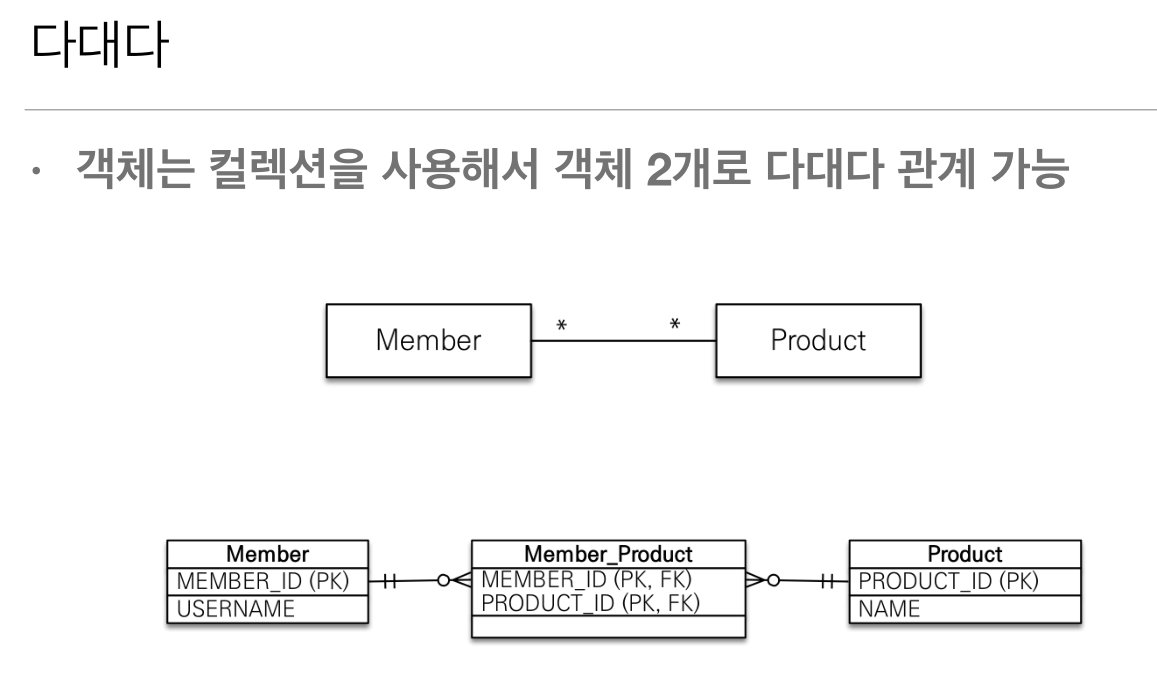 다대다
• 객체는 컬렉션을 사용해서 객체 2개로 다대다 관계 가능
Member * * Product
Member
MEMBER_ID (PK)
USERNAME
Member_Product
MEMBER_ID (PK, FK)
PRODUCT_ID (PK, FK)
Product
PRODUCT_ID (PK)
NAME